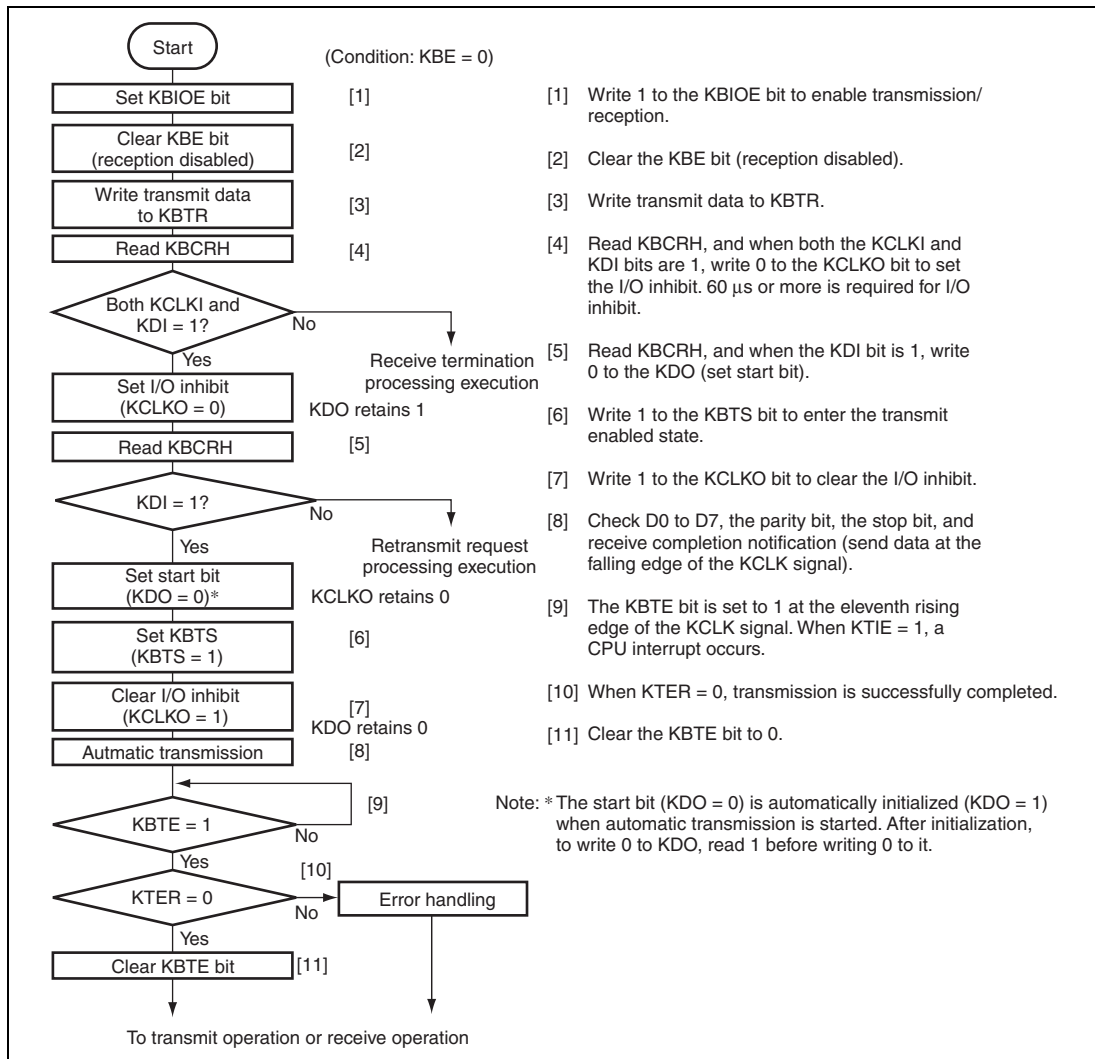 Start
(Condition: KBE = 0)
Set KBIOE bit
[1]
Clear KBE bit
(reception disabled)
[2]
Write transmit data
to KBTR
[3]
Read KBCRH
[4]
Both KCLKI and
KDI = 1?
No
Yes
Receive termination
processing execution
Set I/O inhibit
(KCLKO = 0)
KDO retains 1
Read KBCRH
[5]
KDI = 1?
No
Yes
Retransmit request
processing execution
Set start bit
(KDO = 0)*
KCLKO retains 0
Set KBTS
(KBTS = 1)
[6]
Clear I/O inhibit
(KCLKO = 1)
[7]
KDO retains 0
Autmatic transmission
[8]
KBTE = 1
[9]
No
Yes
KTER = 0
[10]
No
Error handling
Yes
Clear KBTE bit
[11]
To transmit operation or receive operation
[1] Write 1 to the KBIOE bit to enable transmission/
reception.
[2] Clear the KBE bit (reception disabled).
[3] Write transmit data to KBTR.
[4] Read KBCRH, and when both the KCLKI and
KDI bits are 1, write 0 to the KCLKO bit to set
the I/O inhibit. 60 µs or more is required for I/O
inhibit.
[5] Read KBCRH, and when the KDI bit is 1, write
0 to the KDO (set start bit).
[6] Write 1 to the KBTS bit to enter the transmit
enabled state.
[7] Write 1 to the KCLKO bit to clear the I/O inhibit.
[8] Check D0 to D7, the parity bit, the stop bit, and
receive completion notification (send data at the
falling edge of the KCLK signal).
[9] The KBTE bit is set to 1 at the eleventh rising
edge of the KCLK signal. When KTIE = 1, a
CPU interrupt occurs.
[10] When KTER = 0, transmission is successfully completed.
[11] Clear the KBTE bit to 0.
Note: * The start bit (KDO = 0) is automatically initialized (KDO = 1)
when automatic transmission is started. After initialization,
to write 0 to KDO, read 1 before writing 0 to it.